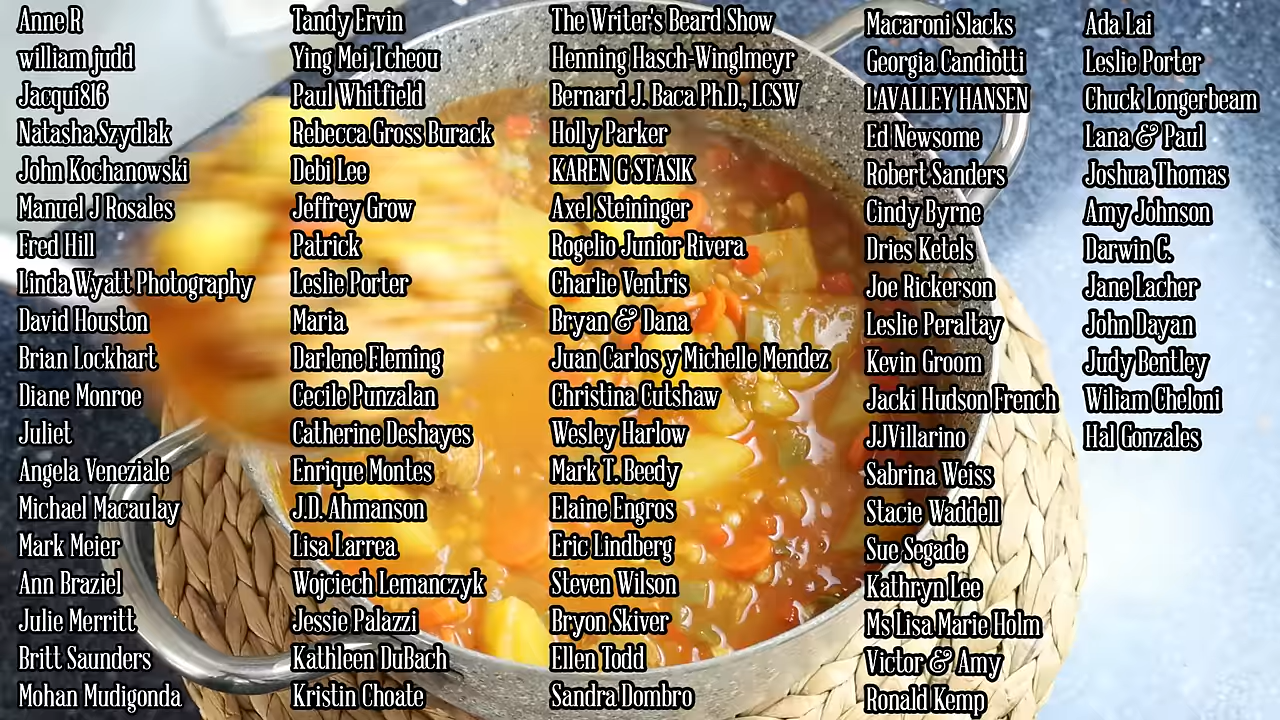 Anne R
william judd
Jacqui816
Natasha Szydlak
John Kochanowski
Manuel J Rosales
Fred Hill
Linda Wyatt Photography
David Houston
Brian Lockhart
Diane Monroe
Juliet
Angela Veneziale
Michael Macaulay
Mark Meier
Ann Braziel
Julie Merritt
Britt Saunders
Mohan Mudigonda
Tandy Ervin
Ying Mei Tcheou
Paul Whitfield
Rebecca Gross Burack
Debi Lee
Jeffrey Grow
Patrick
Leslie Porter
Maria
Darlene Fleming
Cecile Punzalan
Catherine Deshayes
Enrique Montes
J.D. Ahmanson
Lisa Larrea
Wojciech Lemanczyk
Jessie Palazzi
Kathleen DuBach
Kristin Choate
The Writer's Beard Show
Henning Hasch-Winglmeyr
Bernard J. Baca Ph.D., LCSW
Holly Parker
KAREN G STASIK
Axel Steininger
Rogelio Junior Rivera
Charlie Ventris
Bryan & Dana
Juan Carlos y Michelle Mendez
Christina Cutshaw
Wesley Harlow
Mark T. Beedy
Elaine Engros
Eric Lindberg
Steven Wilson
Bryon Skiver
Ellen Todd
Sandra Dombro
Macaroni Slacks
Georgia Candiotti
LAVALLEY HANSEN
Ed Newsome
Robert Sanders
Cindy Byrne
Dries Ketels
Joe Rickerson
Leslie Peraltay
Kevin Groom
Jacki Hudson French
JJVillarino
Sabrina Weiss
Stacie Waddell
Sue Segade
Kathryn Lee
Ms Lisa Marie Holm
Victor & Amy
Ronald Kemp
Ada Lai
Leslie Porter
Chuck Longerbeam
Lana & Paul
Joshua Thomas
Amy Johnson
Darwin C.
Jane Lacher
John Dayan
Judy Bentley
Wiliam Cheloni
Hal Gonzales